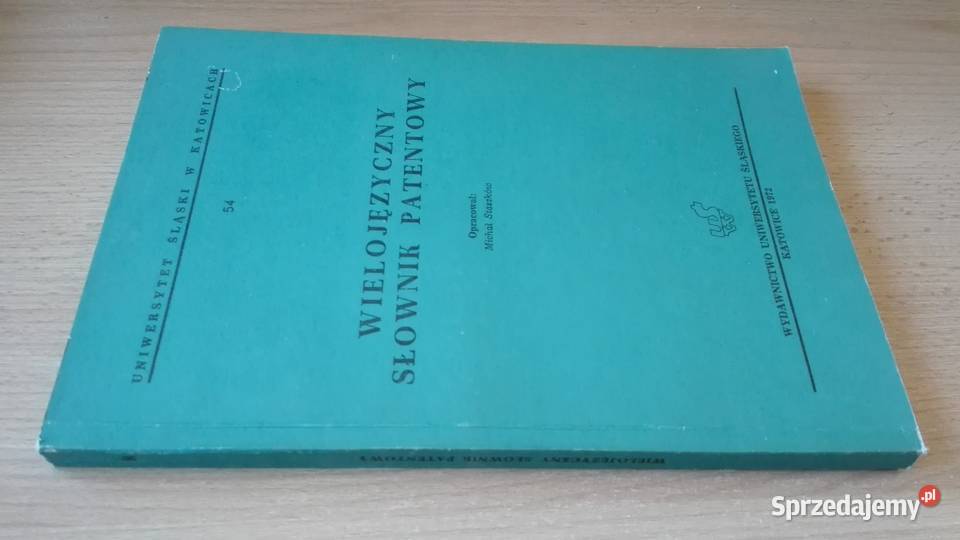 UNIWERSYTET ŚLĄSKI W KATOWICACH
54
WIELOJĘZYCZNY
SŁOWNIK PATENTOWY
Opracował:
Michał Staszków
WYDAWNICTWO UNIWERSYTETU ŚLĄSKIEGO
KATOWICE 1972
WIELOJĘZYCZNY SŁOWNIK PATENTOWY
Sprzedajemy.pl